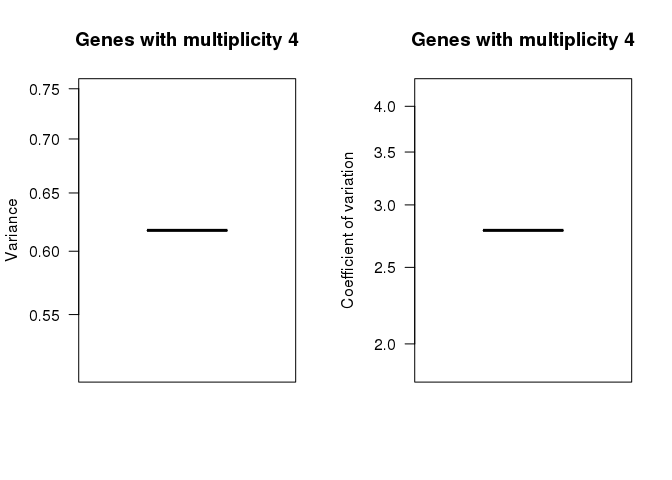 Genes with multiplicity 4
Variance
0.75
0.70
0.65
0.60
0.55
Genes with multiplicity 4
Coefficient of variation
4.0
3.5
3.0
2.5
2.0